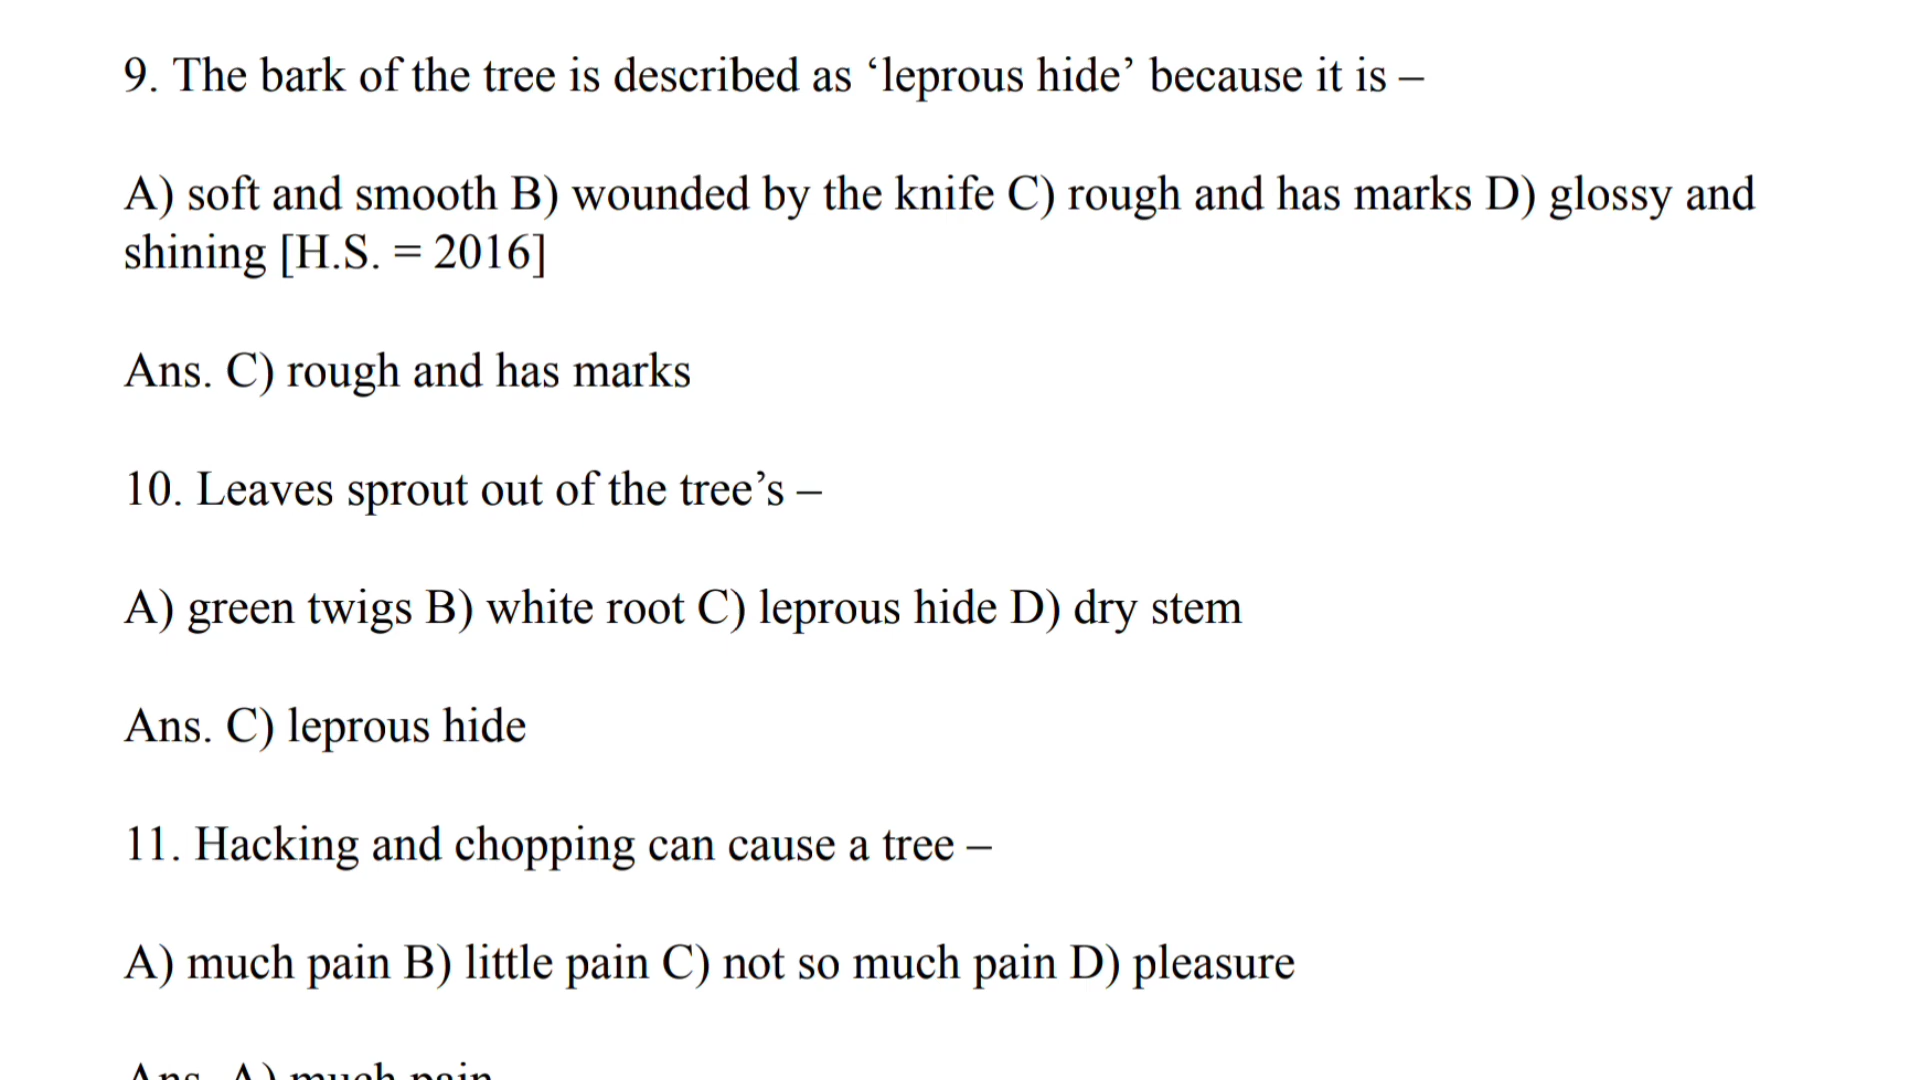 9. The bark of the tree is described as ‘leprous hide’ because it is –
A) soft and smooth B) wounded by the knife C) rough and has marks D) glossy and
shining [H.S. = 2016]
Ans. C) rough and has marks
10. Leaves sprout out of the tree’s –
A) green twigs B) white root C) leprous hide D) dry stem
Ans. C) leprous hide
11. Hacking and chopping can cause a tree –
A) much pain B) little pain C) not so much pain D) pleasure
Ans. A) much pain